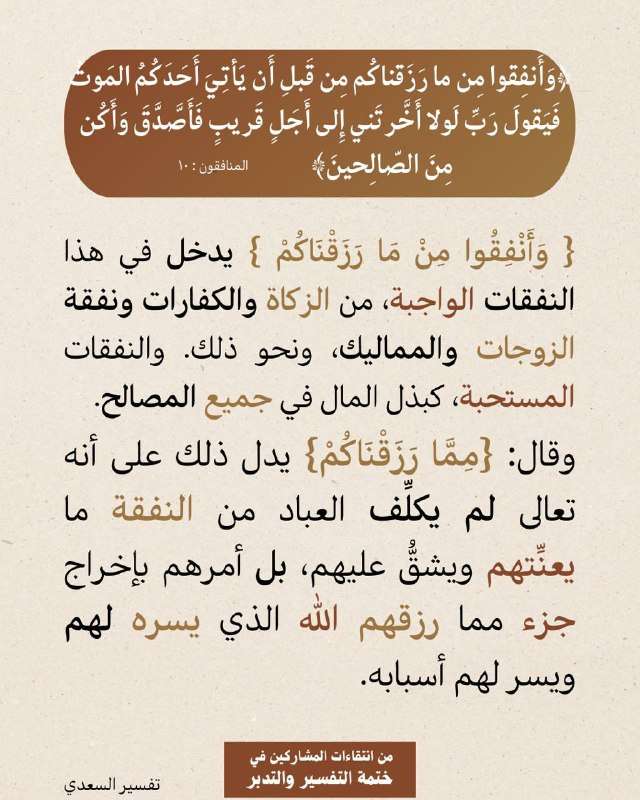 ﴿وَأَنفِقوا مِن ما رَزَقناكُم مِن قَبلِ أَن يَأتِيَ أَحَدَكُمُ المَوتُ
فَيَقولَ رَبِّ لَولا أَخَّرتَني إِلى أَجَلٍ قَريبٍ فَأَصَّدَّقَ وَأَكُن
مِنَ الصّالِحينَ﴾ المنافقون : ١٠
{ وَأَنْفِقُوا مِنْ مَا رَزَقْنَاكُمْ } يدخل في هذا
النفقات الواجبة، من الزكاة والكفارات ونفقة
الزوجات والمماليك، ونحو ذلك. والنفقات
المستحبة، كبذل المال في جميع المصالح.
وقال: {مِمَّا رَزَقْنَاكُمْ} يدل ذلك على أنه
تعالى لم يكلِّف العباد من النفقة ما
يعنِّتهم ويشقُّ عليهم، بل أمرهم بإخراج
جزء مما رزقهم الله الذي يسره لهم
ويسر لهم أسبابه.
من انتقاءات المشاركين في
ختمة التفسير والتدبر
تفسير السعدي